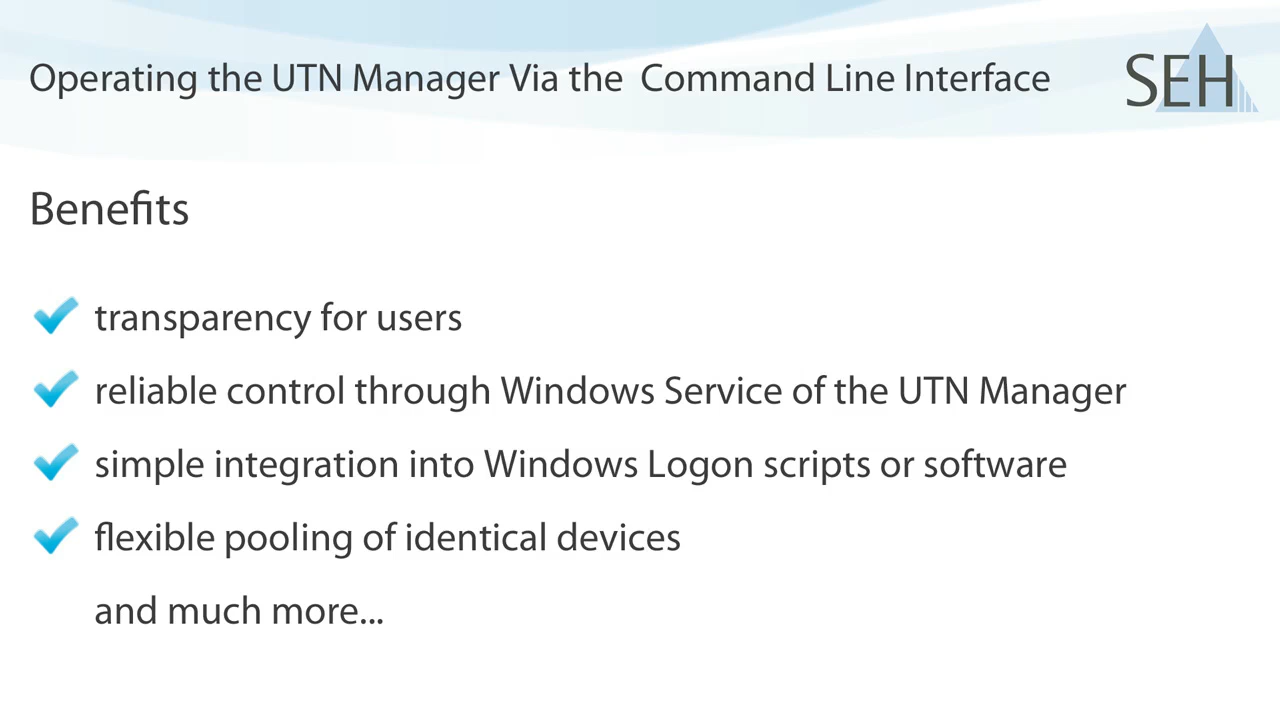 Operating the UTN Manager Via the Command Line Interface
SEH
Benefits
transparency for users
reliable control through Windows Service of the UTN Manager
simple integration into Windows Logon scripts or software
flexible pooling of identical devices
and much more...